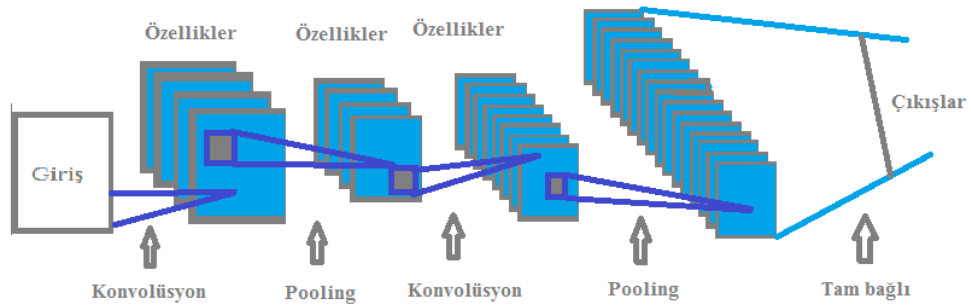 Özellikler
Özellikler
Özellikler
Çıkışlar
Giriş
Konvolüsyon
Pooling
Konvolüsyon
Pooling
Tam bağlı